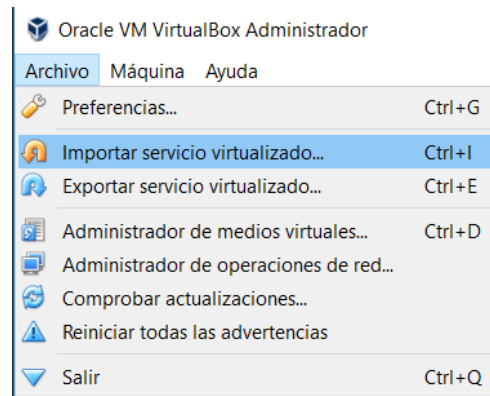 Oracle VM VirtualBox Administrador
Archivo Máquina Ayuda
Preferencias... Ctrl+G
Importar servicio virtualizado... Ctrl+I
Exportar servicio virtualizado... Ctrl+E
Administrador de medios virtuales... Ctrl+D
Administrador de operaciones de red...
Comprobar actualizaciones...
Reiniciar todas las advertencias
Salir Ctrl+Q